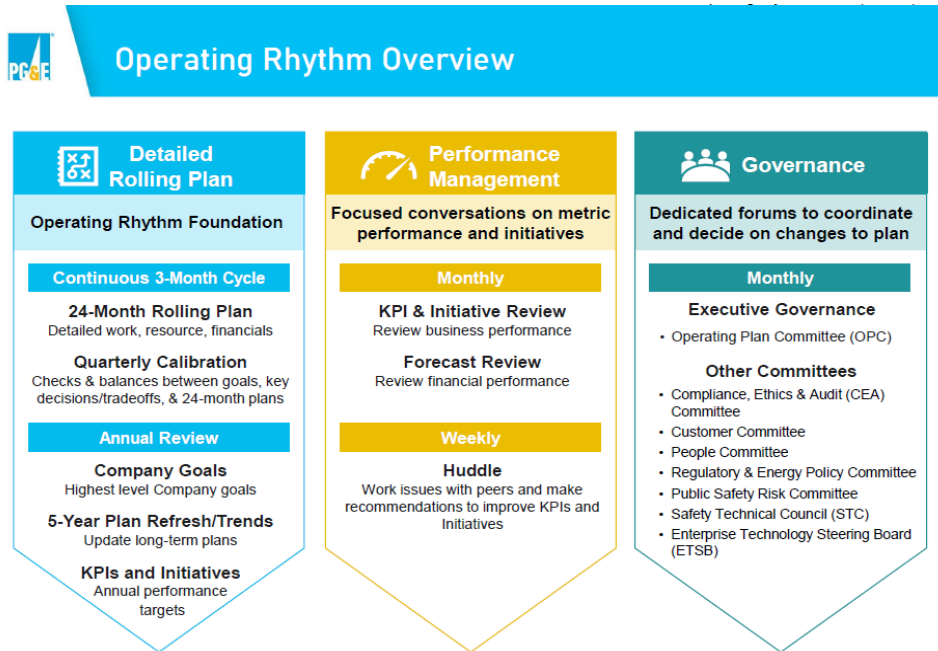 PG&E
Operating Rhythm Overview
Detailed
Rolling Plan
Operating Rhythm Foundation
Continuous 3-Month Cycle
24-Month Rolling Plan
Detailed work, resource, financials
Quarterly Calibration
Checks & balances between goals, key
decisions/tradeoffs, & 24-month plans
Annual Review
Company Goals
Highest level Company goals
5-Year Plan Refresh/Trends
Update long-term plans
KPIs and Initiatives
Annual performance
targets
Performance
Management
Focused conversations on metric
performance and initiatives
Monthly
KPI & Initiative Review
Review business performance
Forecast Review
Review financial performance
Weekly
Huddle
Work issues with peers and make
recommendations to improve KPIs and
Initiatives
Governance
Dedicated forums to coordinate
and decide on changes to plan
Monthly
Executive Governance
• Operating Plan Committee (OPC)
Other Committees
• Compliance, Ethics & Audit (CEA)
Committee
• Customer Committee
• People Committee
• Regulatory & Energy Policy Committee
• Public Safety Risk Committee
• Safety Technical Council (STC)
• Enterprise Technology Steering Board
(ETSB)